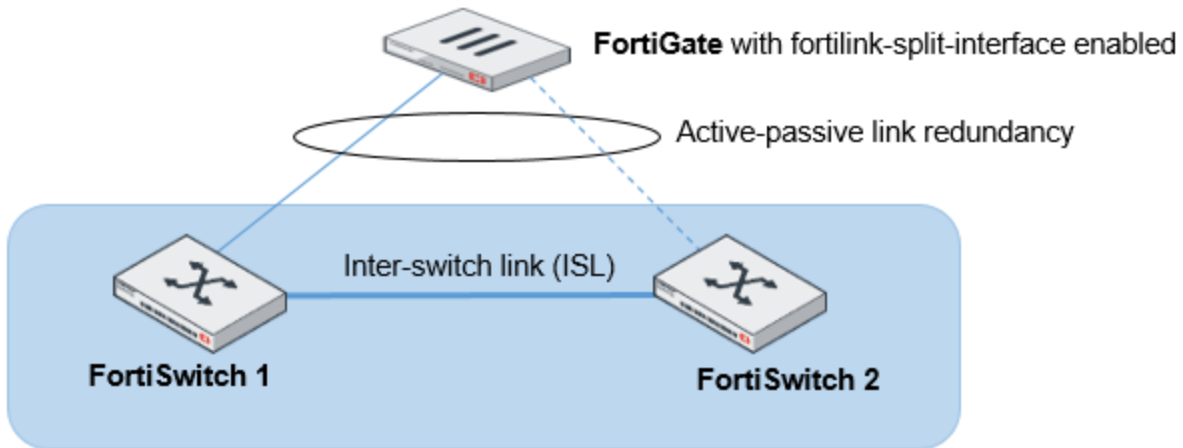 FortiGate with fortilink-split-interface enabled
Active-passive link redundancy
Inter-switch link (ISL)
FortiSwitch 1
FortiSwitch 2